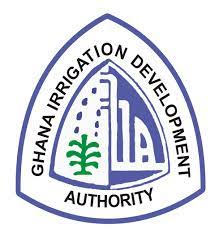 GHANA IRRIGATION DEVELOPMENT
AUTHORITY